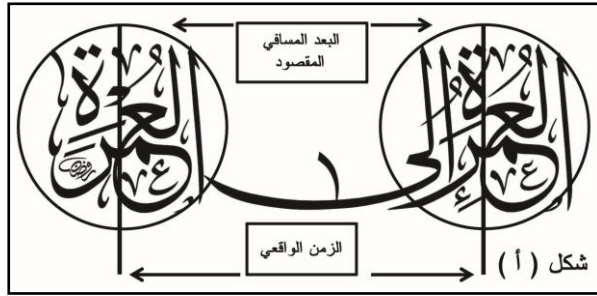 البعد المسافي
المقصود
العمرة إلى العمرة
الزمن الواقعي
شكل ( أ )